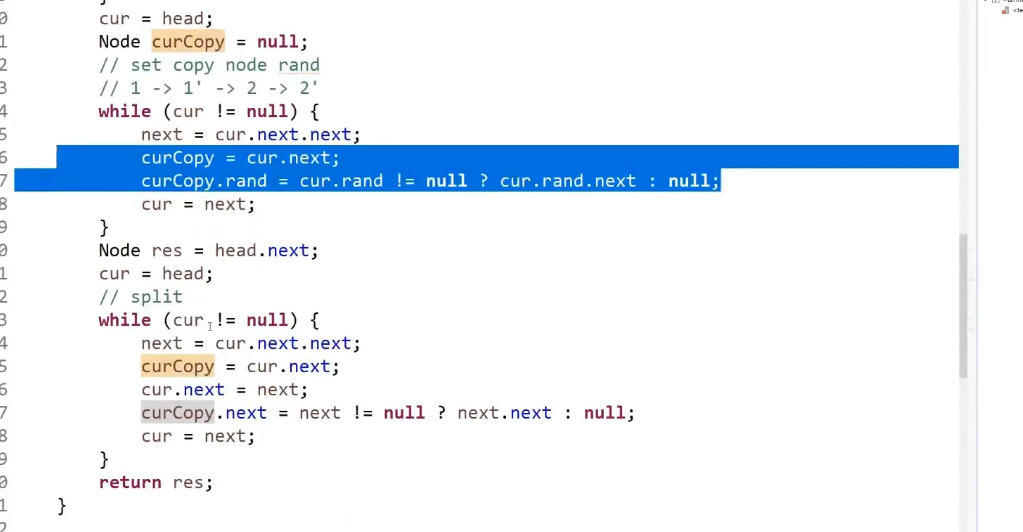 }
0 cur = head;
1 Node curCopy = null;
2 // set copy node rand
3 // 1 -> 1' -> 2 -> 2'
4 while (cur != null) {
5 next = cur.next.next;
6 curCopy = cur.next;
7 curCopy.rand = cur.rand != null ? cur.rand.next : null;
8 cur = next;
9 }
0 Node res = head.next;
1 cur = head;
2 // split
3 while (cur != null) {
4 next = cur.next.next;
5 curCopy = cur.next;
6 cur.next = next;
7 curCopy.next = next != null ? next.next : null;
8 cur = next;
9 }
0 return res;
1 }
2